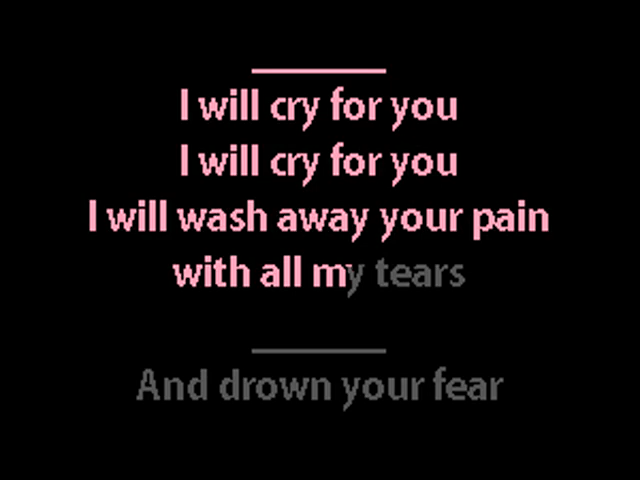 I will cry for you
I will cry for you
I will wash away your pain
with all my tears
And drown your fear